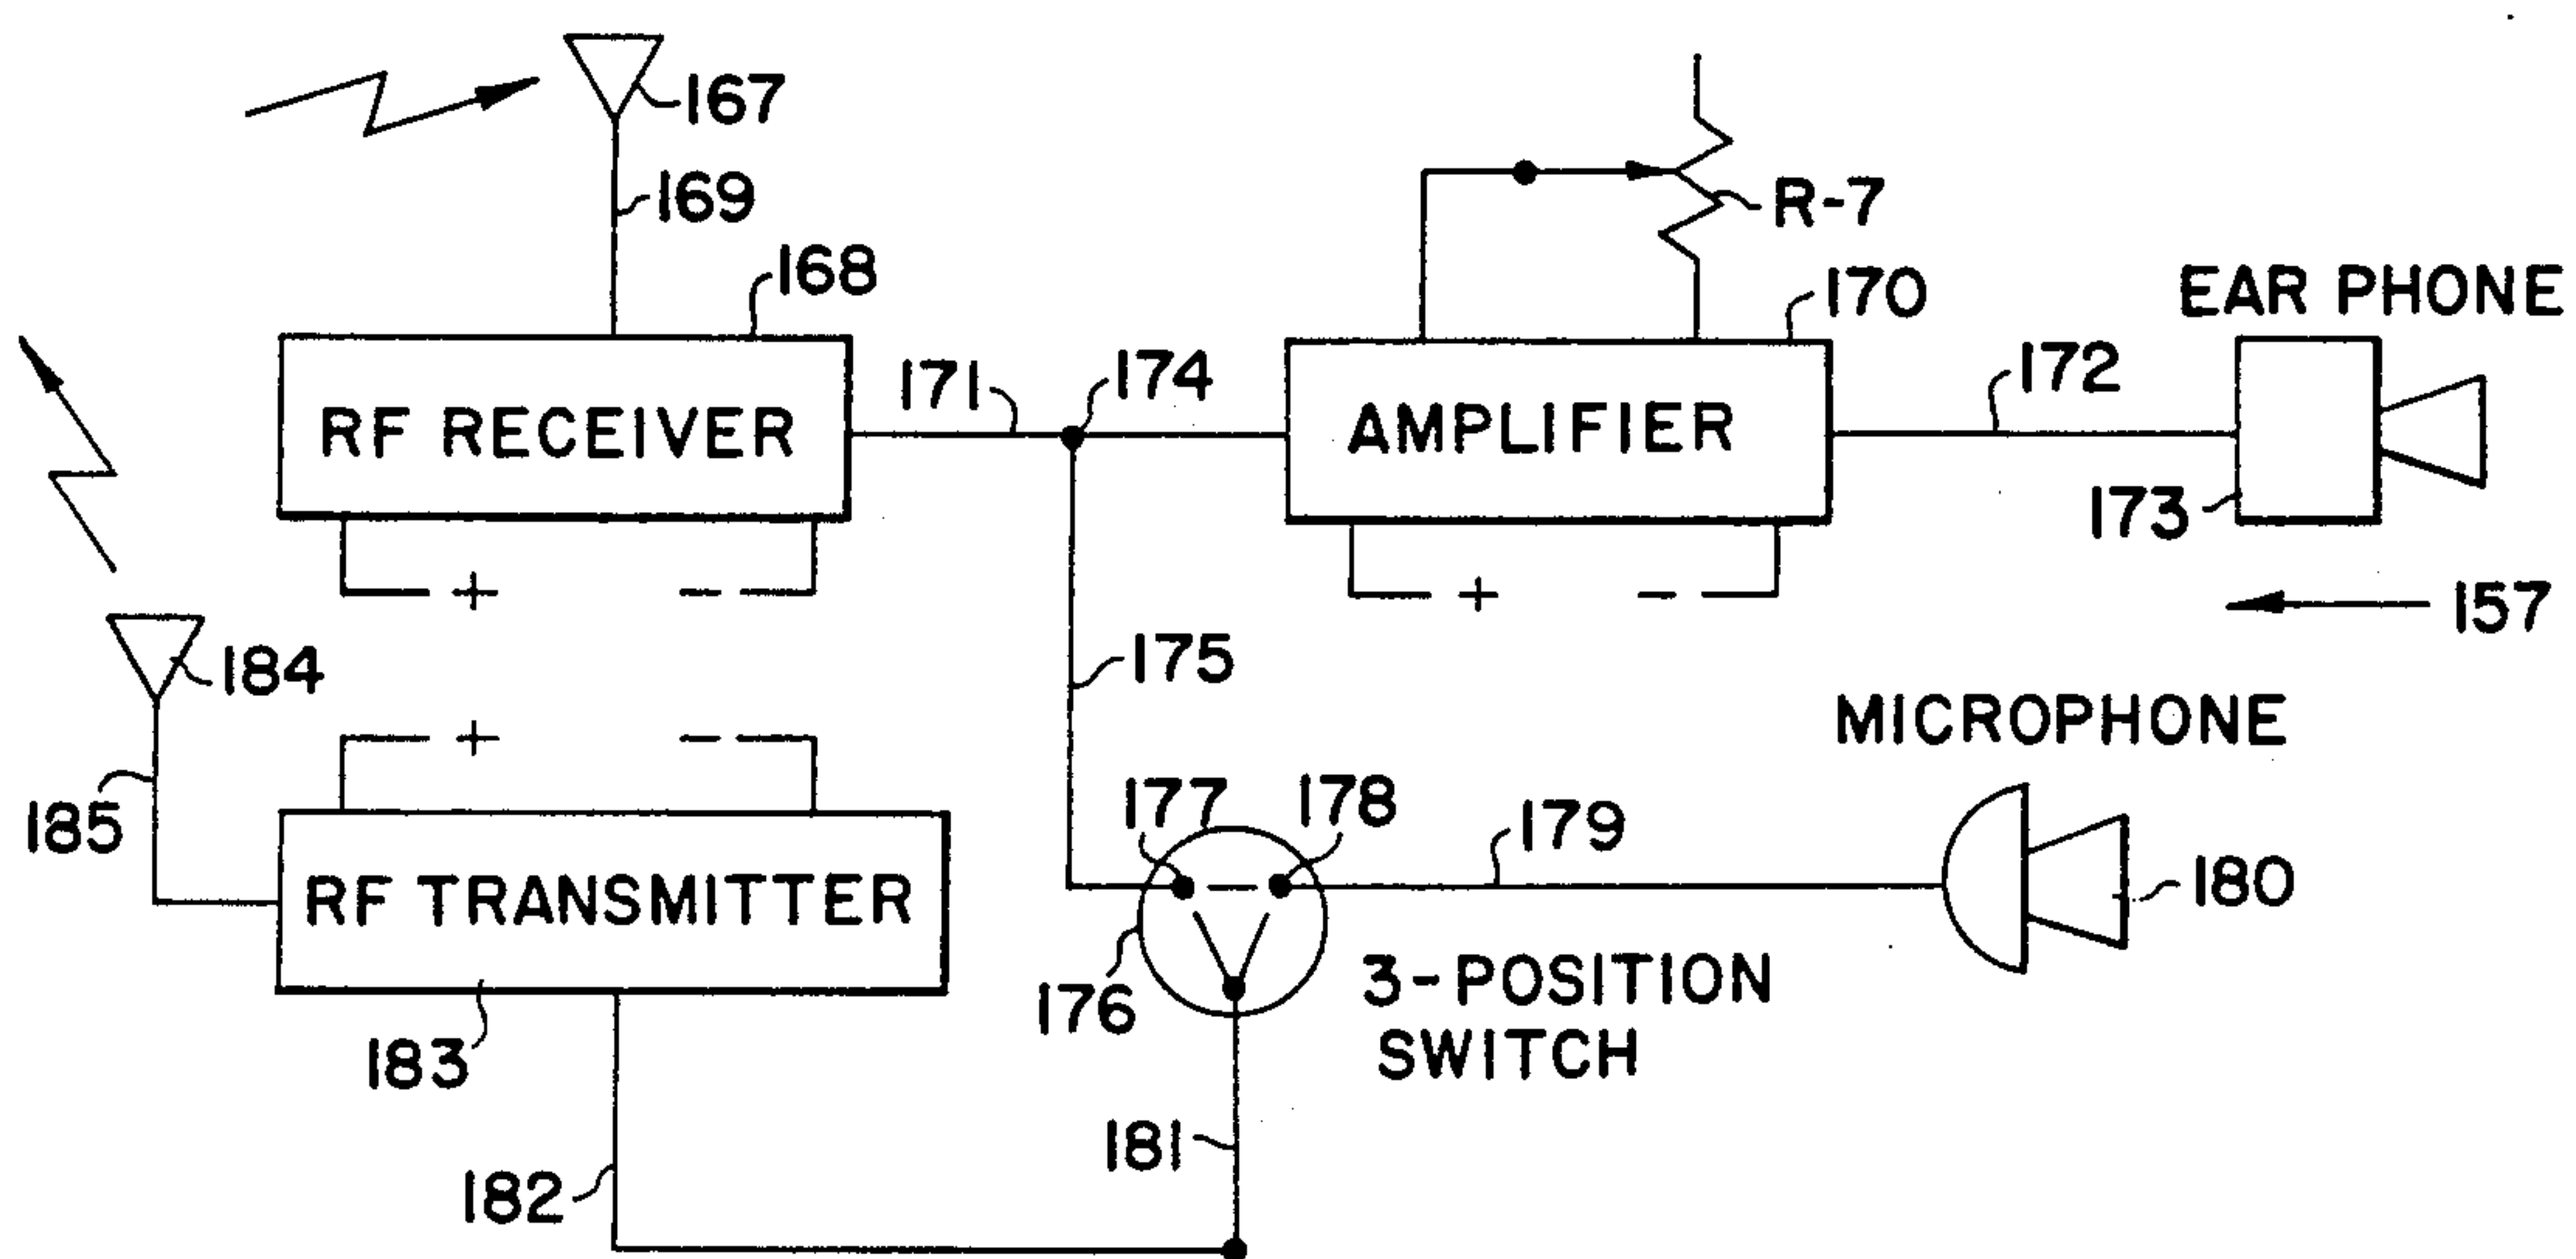 167
169
R-7
168
170
EAR PHONE
171
174
172
RF RECEIVER
AMPLIFIER
173
+ -
+ -
157
175
184
MICROPHONE
+ -
177
178
179
185
RF TRANSMITTER
180
176
3-POSITION
SWITCH
183
181
182